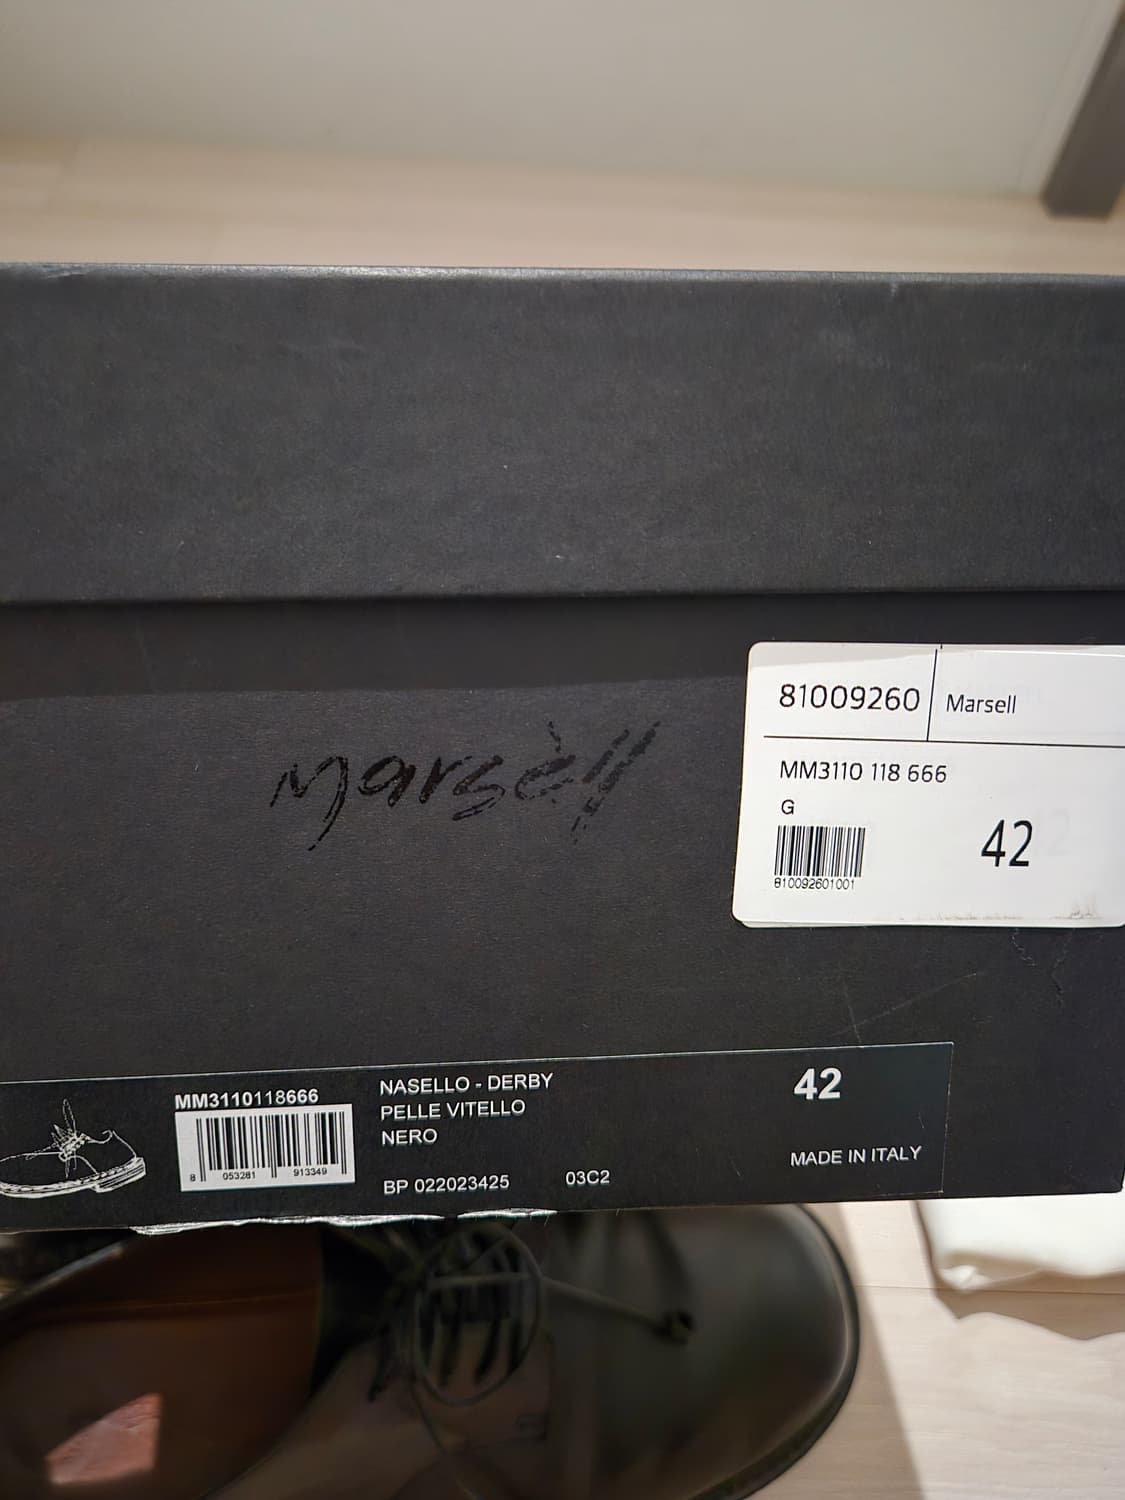 81009260 Marsell
MM3110 118 666
G
42
810092601001
Marsèll
MM3110118666
8 053281 913349
NASELLO - DERBY
PELLE VITELLO
NERO
BP 022023425 03C2
42
MADE IN ITALY